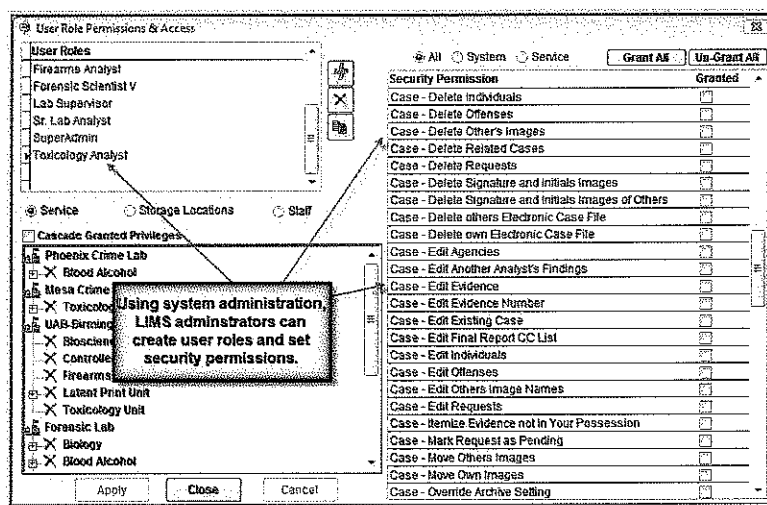 User Role Permissions & Access
User Roles
Firearms Analyst
Forensic Scientist V
Lab Supervisor
Sr. Lab Analyst
SuperAdmin
Toxicology Analyst
Service
Storage Locations
Staff
Cascade Granted Privileges
Phoenix Crime Lab
Blood Alcohol
Mesa Crime
Toxicolo
UAB-Birming
Bioscien
Controlle
Firearms
Latent Print Unit
Toxicology Unit
Forensic Lab
Biology
Blood Alcohol
Using system administration,
LIMS adminstrators can
create user roles and set
security permissions.
Apply
Close
Cancel
All
System
Service
Grant All
Un-Grant All
Security Permission Granted
Case - Delete Individuals
Case - Delete Offenses
Case - Delete Other's Images
Case - Delete Related Cases
Case - Delete Requests
Case - Delete Signature and Initials Images
Case - Delete Signature and Initials Images of Others
Case - Delete others Electronic Case File
Case - Delete own Electronic Case File
Case - Edit Agencies
Case - Edit Another Analyst's Findings
Case - Edit Evidence
Case - Edit Evidence Number
Case - Edit Existing Case
Case - Edit Final Report CC List
Case - Edit Individuals
Case - Edit Offenses
Case - Edit Others Image Names
Case - Edit Requests
Case - Itemize Evidence not in Your Possession
Case - Mark Request as Pending
Case - Move Others Images
Case - Move Own Images
Case - Override Archive Setting